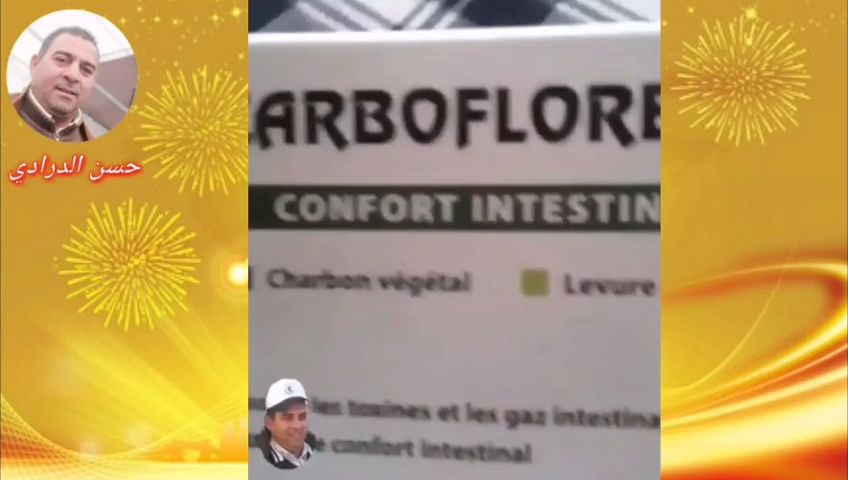 حسن الدرادي
ARBOFLORE
CONFORT INTESTIN
Charbon végétal Levure
les toxines et les gaz intestina
confort intestinal